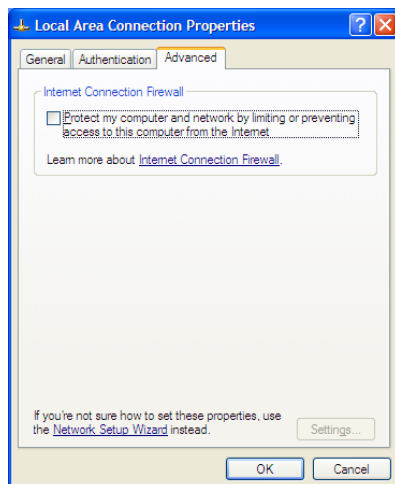 Local Area Connection Properties
General Authentication Advanced
Internet Connection Firewall
Protect my computer and network by limiting or preventing
access to this computer from the Internet
Learn more about Internet Connection Firewall.
If you're not sure how to set these properties, use
the Network Setup Wizard instead.
Settings...
OK Cancel